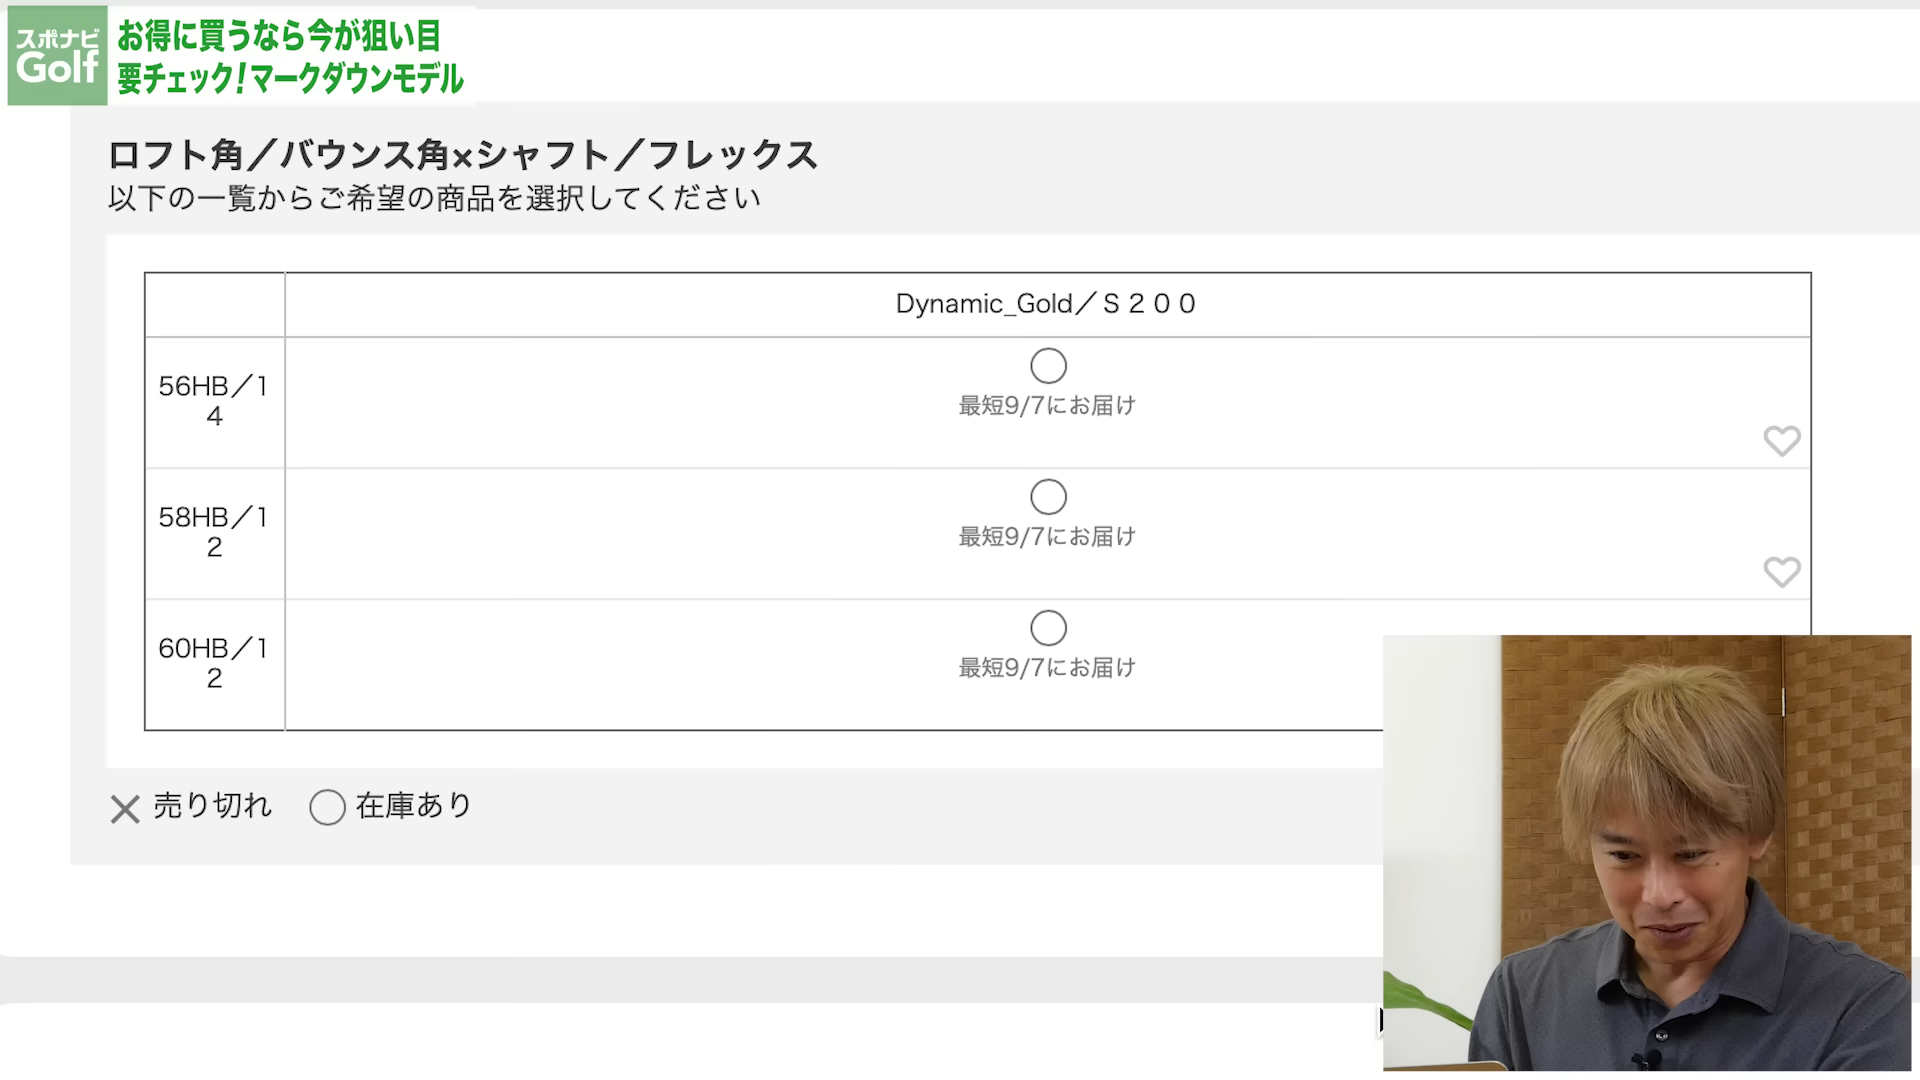 スポナビ
Golf
お得に買うなら今が狙い目
要チェック!マークダウンモデル
ロフト角／バウンス角×シャフト／フレックス
以下の一覧からご希望の商品を選択してください
Dynamic_Gold／Ｓ２００
56HB／1
4
最短9/7にお届け
58HB／1
2
最短9/7にお届け
60HB／1
2
最短9/7にお届け
売り切れ
在庫あり